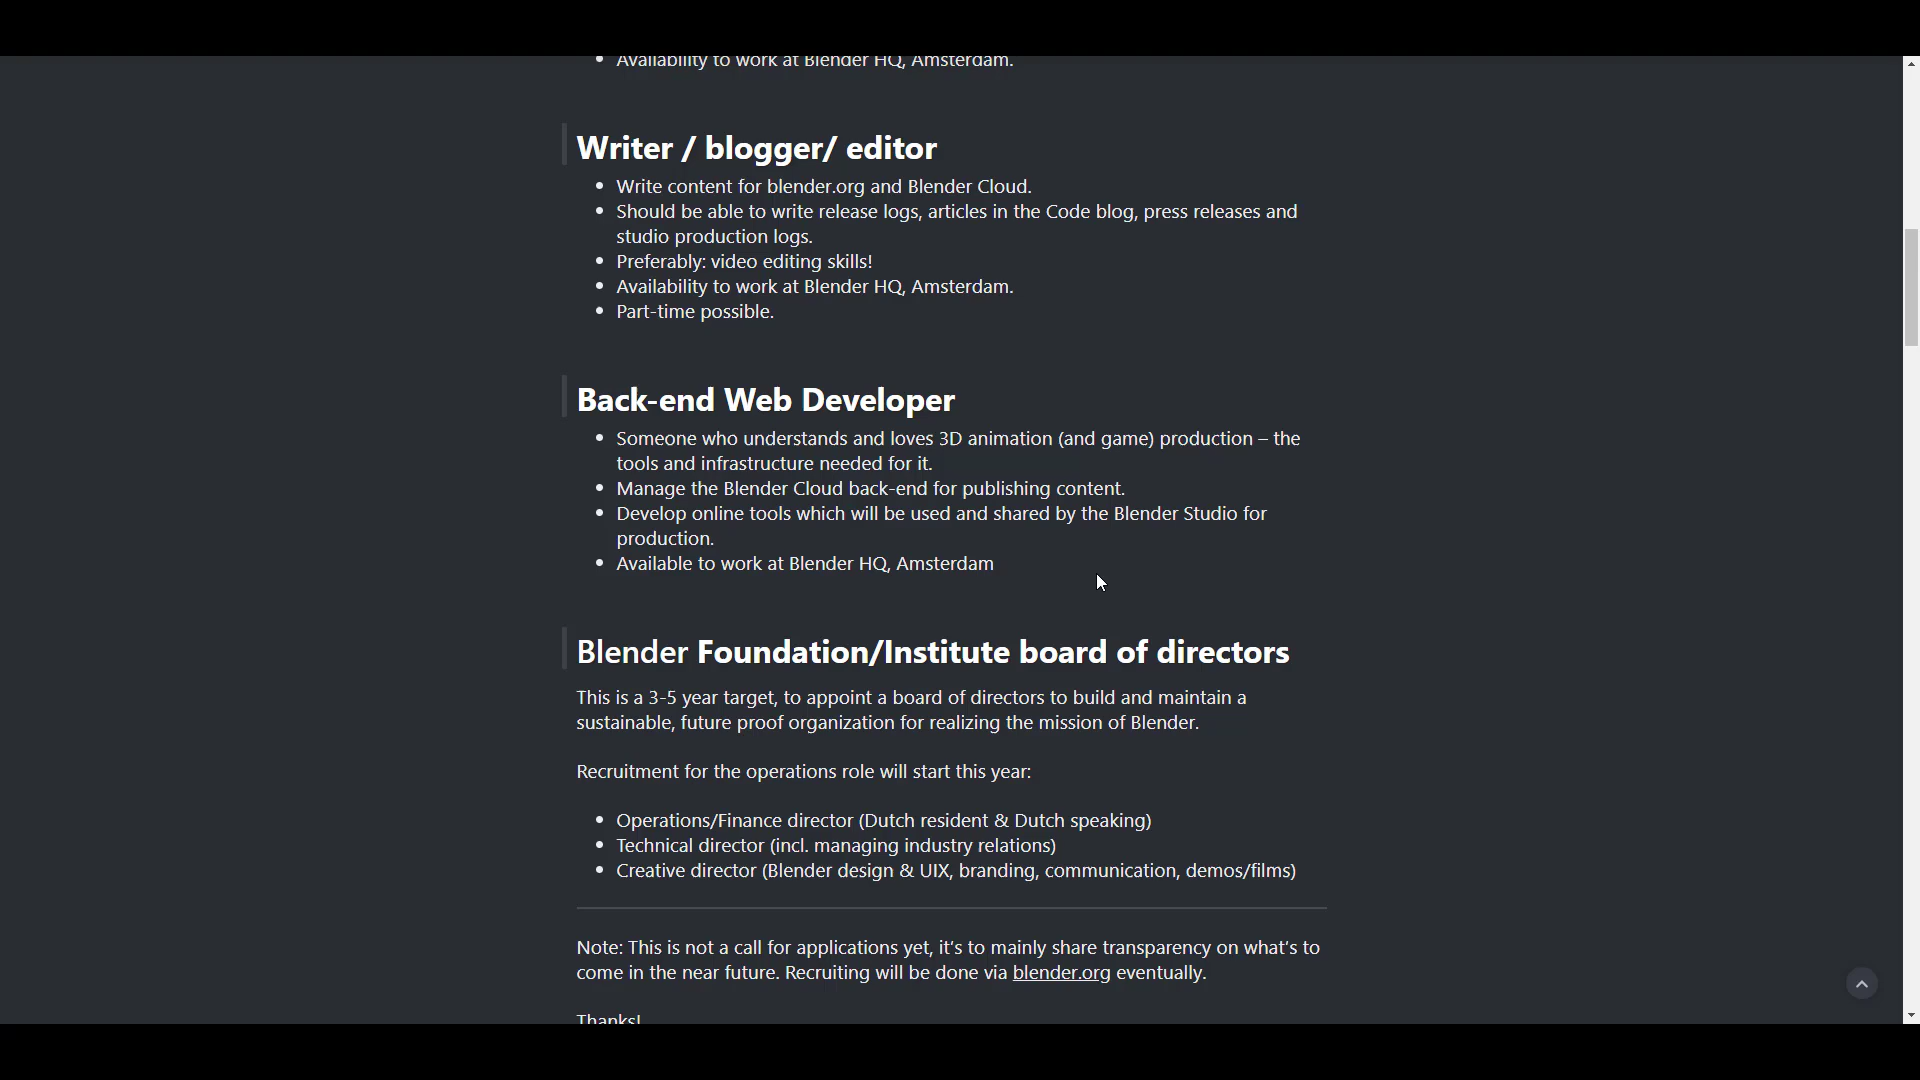 Availability to work at Blender HQ, Amsterdam.
Writer / blogger/ editor
Write content for blender.org and Blender Cloud.
Should be able to write release logs, articles in the Code blog, press releases and
studio production logs.
Preferably: video editing skills!
Availability to work at Blender HQ, Amsterdam.
Part-time possible.
Back-end Web Developer
Someone who understands and loves 3D animation (and game) production – the
tools and infrastructure needed for it.
Manage the Blender Cloud back-end for publishing content.
Develop online tools which will be used and shared by the Blender Studio for
production.
Available to work at Blender HQ, Amsterdam
Blender Foundation/Institute board of directors
This is a 3-5 year target, to appoint a board of directors to build and maintain a
sustainable, future proof organization for realizing the mission of Blender.
Recruitment for the operations role will start this year:
Operations/Finance director (Dutch resident & Dutch speaking)
Technical director (incl. managing industry relations)
Creative director (Blender design & UIX, branding, communication, demos/films)
Note: This is not a call for applications yet, it's to mainly share transparency on what's to
come in the near future. Recruiting will be done via blender.org eventually.
Thanks!